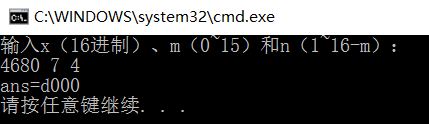 C:\WINDOWS\system32\cmd.exe
输入x（16进制）、m（0~15）和n（1~16-m）：
4680 7 4
ans=d000
请按任意键继续. . .